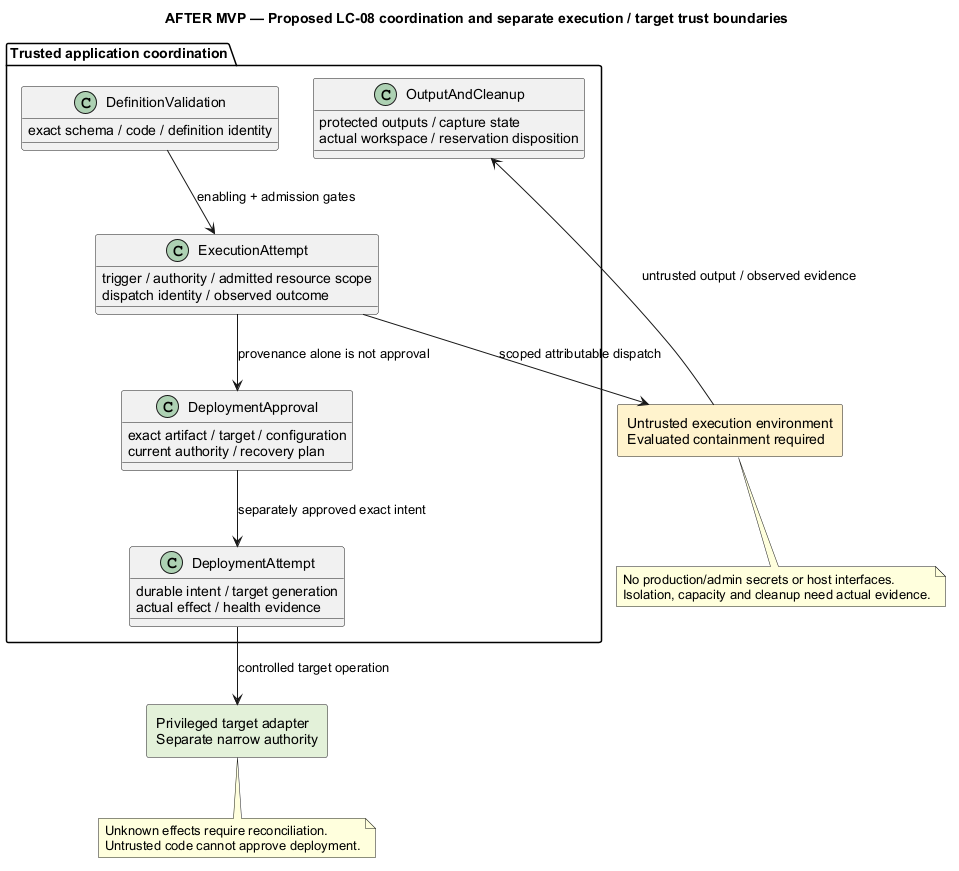 AFTER MVP — Proposed LC-08 coordination and separate execution / target trust boundaries
Trusted application coordination
C DefinitionValidation
exact schema / code / definition identity
C OutputAndCleanup
protected outputs / capture state
actual workspace / reservation disposition
enabling + admission gates
C ExecutionAttempt
trigger / authority / admitted resource scope
dispatch identity / observed outcome
untrusted output / observed evidence
provenance alone is not approval
scoped attributable dispatch
C DeploymentApproval
exact artifact / target / configuration
current authority / recovery plan
Untrusted execution environment
Evaluated containment required
separately approved exact intent
C DeploymentAttempt
durable intent / target generation
actual effect / health evidence
No production/admin secrets or host interfaces.
Isolation, capacity and cleanup need actual evidence.
controlled target operation
Privileged target adapter
Separate narrow authority
Unknown effects require reconciliation.
Untrusted code cannot approve deployment.